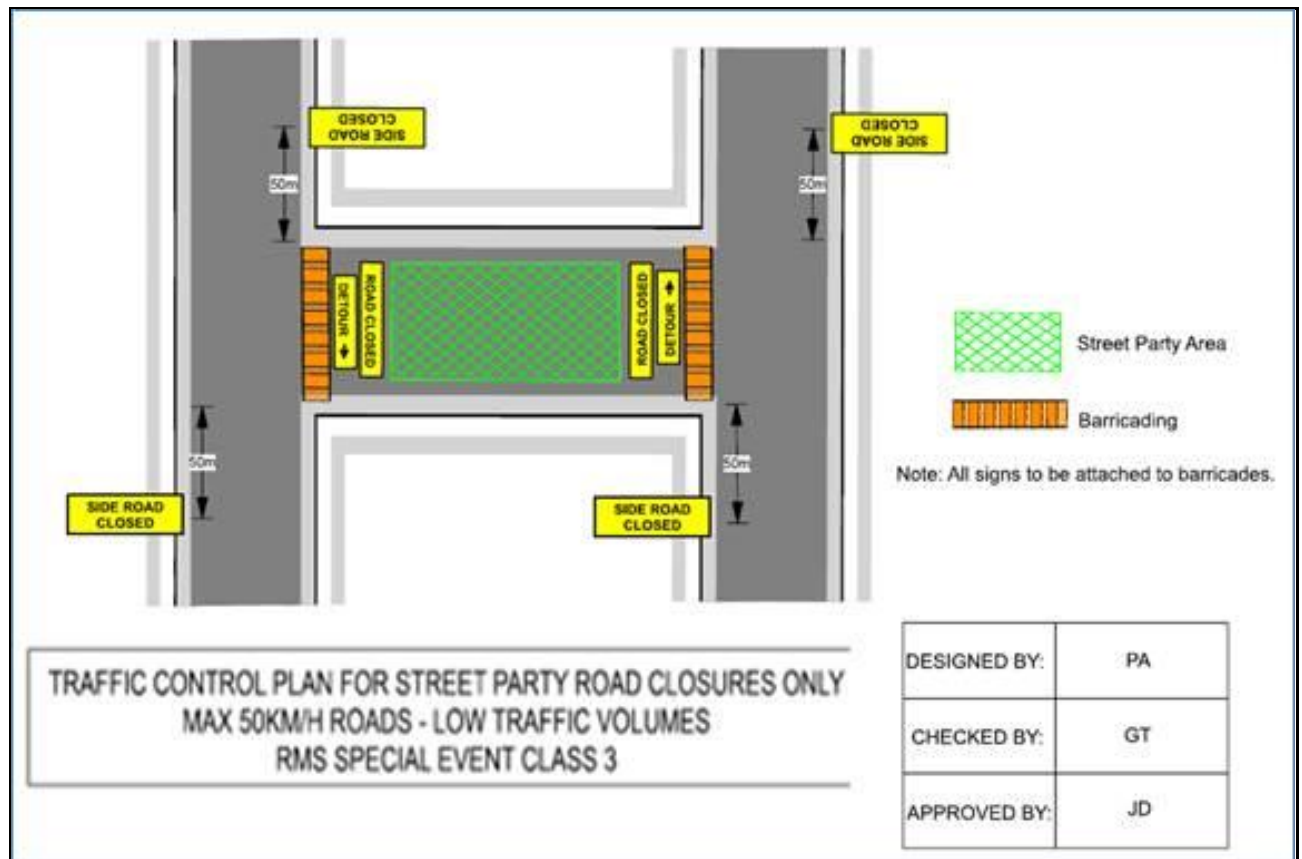 SIDE ROAD
CLOSED
SIDE ROAD
CLOSED
50m
50m
DETOUR
ROAD CLOSED
ROAD CLOSED
DETOUR
Street Party Area
Barricading
Note: All signs to be attached to barricades.
50m
50m
SIDE ROAD
CLOSED
SIDE ROAD
CLOSED
TRAFFIC CONTROL PLAN FOR STREET PARTY ROAD CLOSURES ONLY
MAX 50KM/H ROADS - LOW TRAFFIC VOLUMES
RMS SPECIAL EVENT CLASS 3
DESIGNED BY: PA
CHECKED BY: GT
APPROVED BY: JD